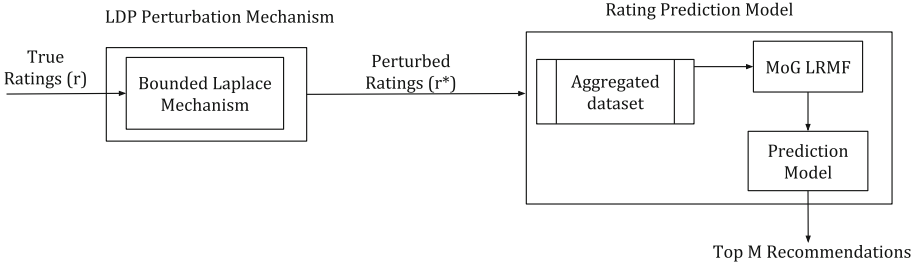 LDP Perturbation Mechanism
Rating Prediction Model
True
Ratings (r)
Bounded Laplace
Mechanism
Perturbed
Ratings (r*)
Aggregated
dataset
MoG LRMF
Prediction
Model
Top M Recommendations